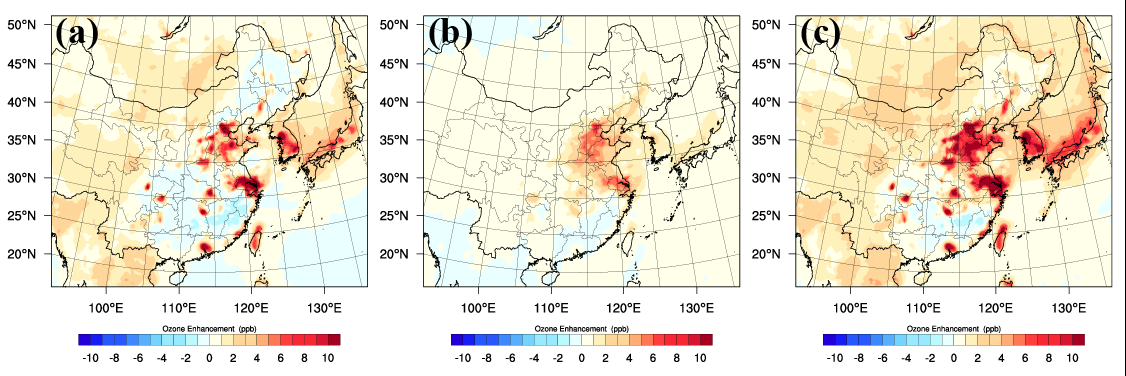 (a) (b) (c)
50°N 50°N 50°N
45°N 45°N 45°N
40°N 40°N 40°N
35°N 35°N 35°N
30°N 30°N 30°N
25°N 25°N 25°N
20°N 20°N 20°N
100°E 110°E 120°E 130°E 100°E 110°E 120°E 130°E 100°E 110°E 120°E 130°E
Ozone Enhancement (ppb) Ozone Enhancement (ppb) Ozone Enhancement (ppb)
-10 -8 -6 -4 -2 0 2 4 6 8 10 -10 -8 -6 -4 -2 0 2 4 6 8 10 -10 -8 -6 -4 -2 0 2 4 6 8 10